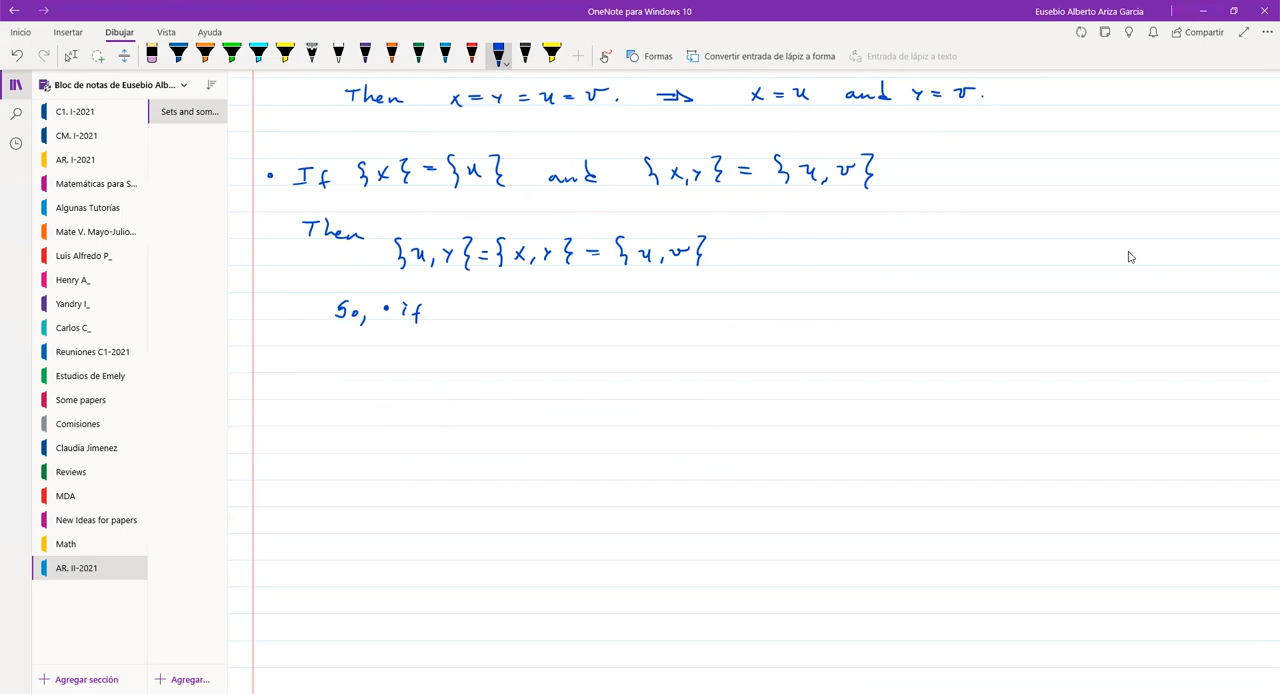 OneNote para Windows 10
Eusebio Alberto Ariza Garcia
Inicio Insertar Dibujar Vista Ayuda
Compartir
Formas Convertir entrada de lápiz a forma Entrada de lápiz a texto
Bloc de notas de Eusebio Alb...
C1. I-2021
CM. I-2021
AR. I-2021
Matemáticas para S...
Algunas Tutorías
Mate V. Mayo-Julio...
Luis Alfredo P_
Henry A_
Yandry I_
Carlos C_
Reuniones C1-2021
Estudios de Emely
Some papers
Comisiones
Claudia Jimenez
Reviews
MDA
New Ideas for papers
Math
AR. II-2021
Agregar sección
Sets and som...
Agregar...
Then x = y = u = v. ⇒ x = u and y = v.
• If {x} = {u} and {x, y} = {u, v}
Then
{u, y} = {x, y} = {u, v}
So, • if